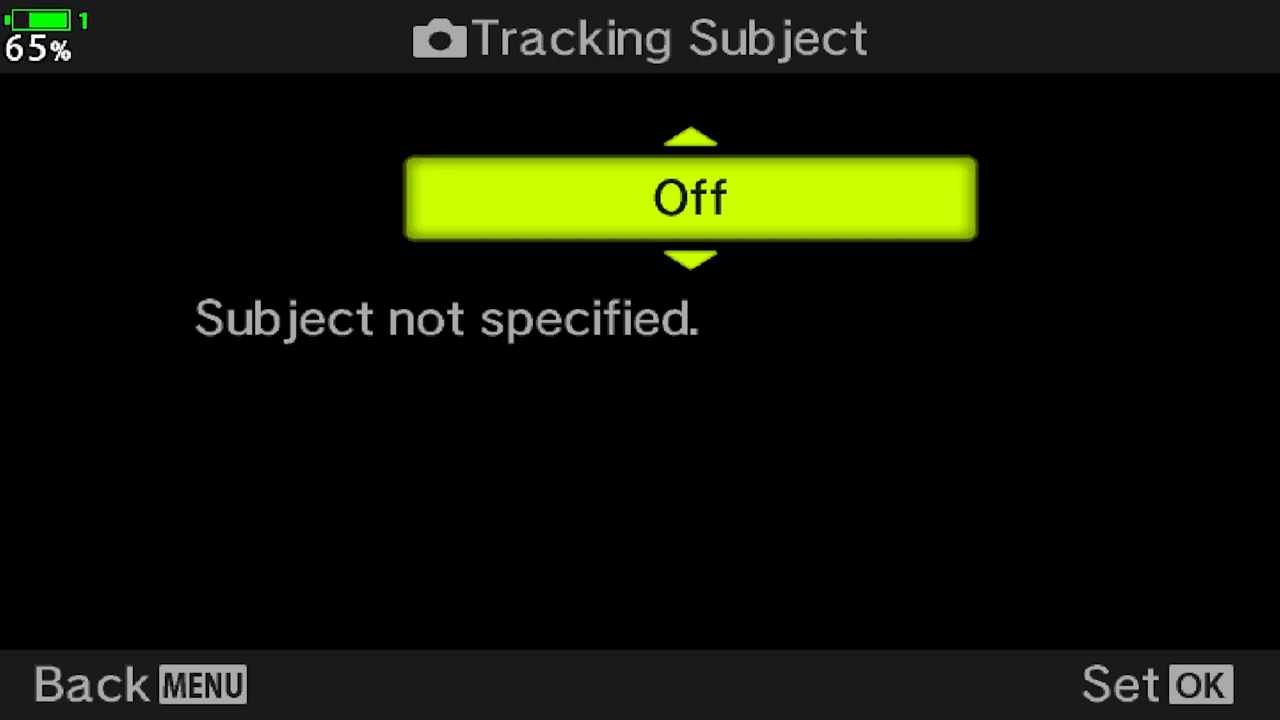 1
65%
Tracking Subject
Off
Subject not specified.
Back MENU
Set OK